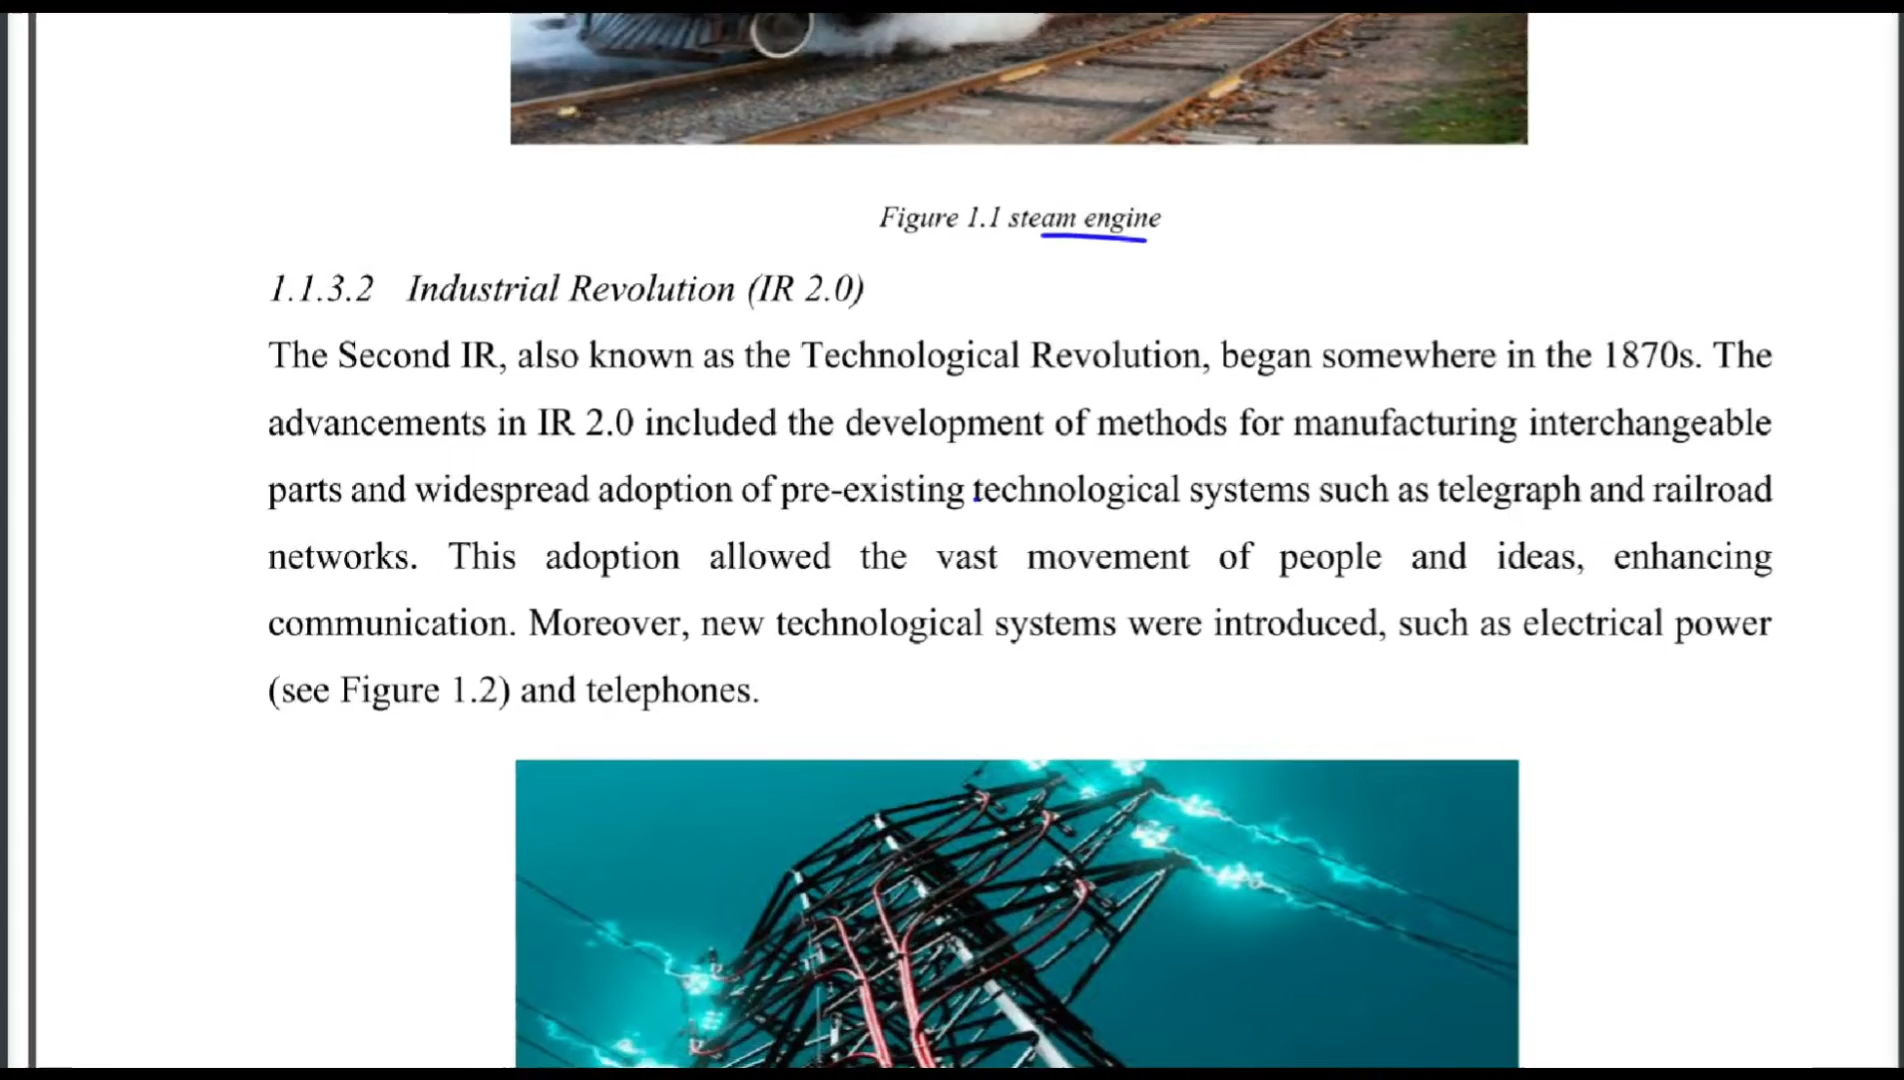 Figure 1.1 steam engine
1.1.3.2 Industrial Revolution (IR 2.0)
The Second IR, also known as the Technological Revolution, began somewhere in the 1870s. The
advancements in IR 2.0 included the development of methods for manufacturing interchangeable
parts and widespread adoption of pre-existing technological systems such as telegraph and railroad
networks. This adoption allowed the vast movement of people and ideas, enhancing
communication. Moreover, new technological systems were introduced, such as electrical power
(see Figure 1.2) and telephones.